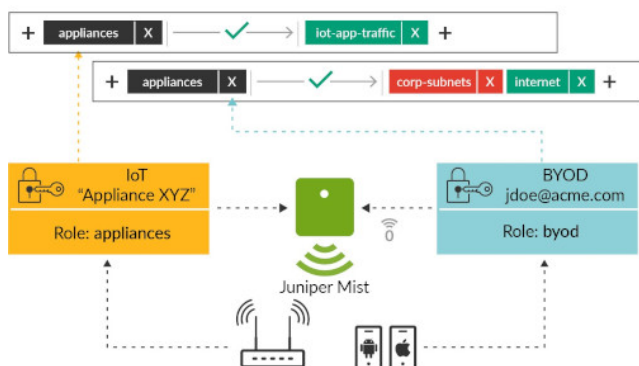 + appliances X iot-app-traffic X +
+ appliances X corp-subnets X internet X +
IoT
“Appliance XYZ”
Role: appliances
BYOD
jdoe@acme.com
Role: byod
Juniper Mist